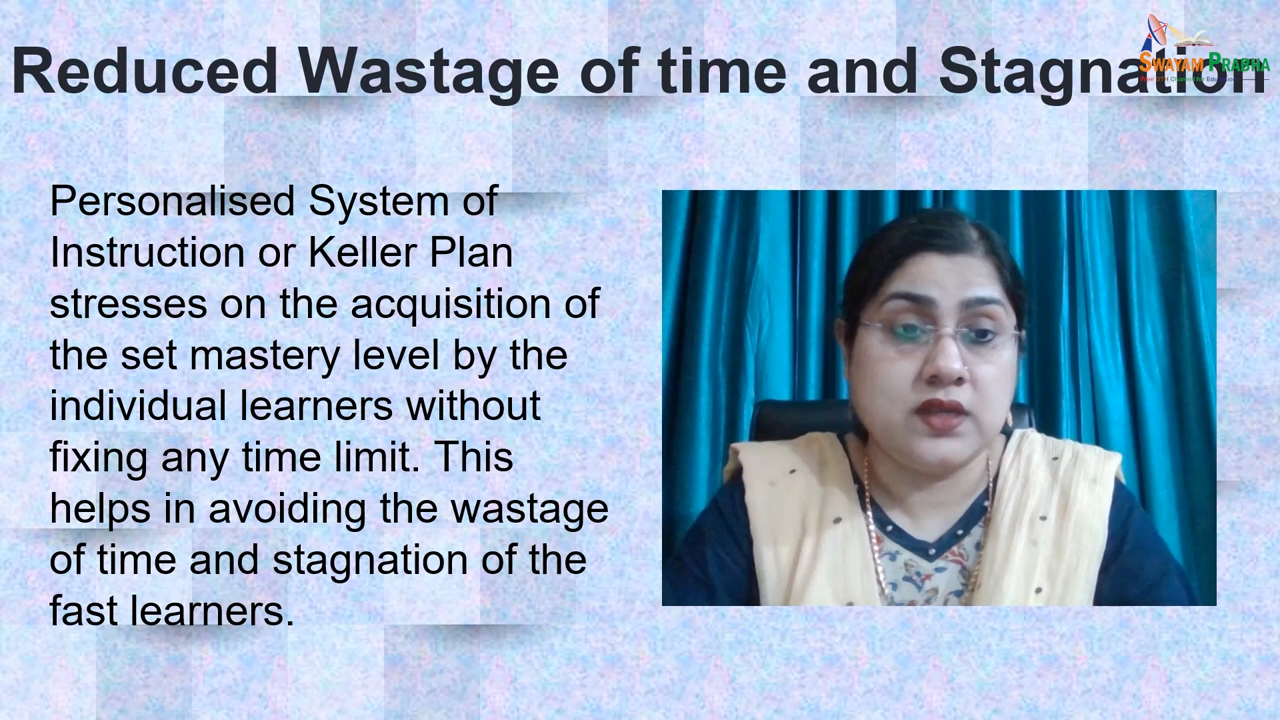 Reduced Wastage of time and Stagnation
SWAYAM PRABHA
Personalised System of
Instruction or Keller Plan
stresses on the acquisition of
the set mastery level by the
individual learners without
fixing any time limit. This
helps in avoiding the wastage
of time and stagnation of the
fast learners.